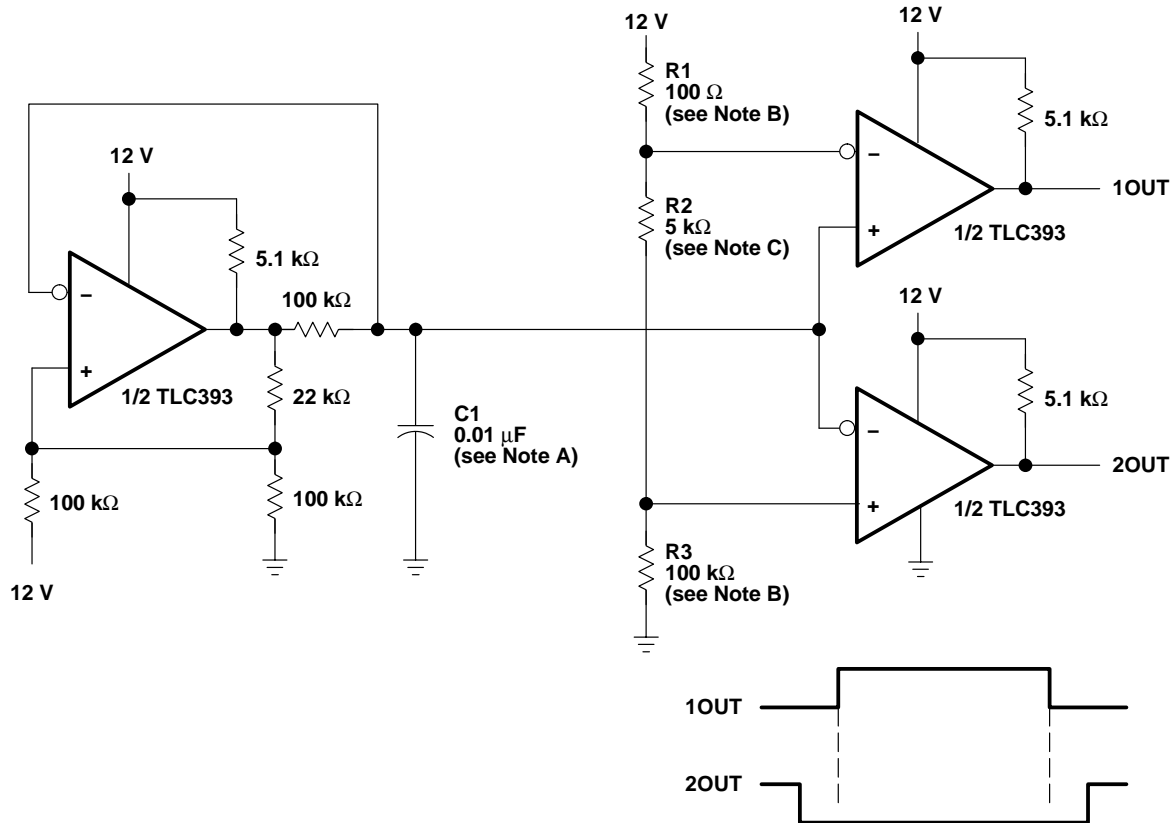 12 V
12 V
R1
100 Ω
(see Note B)
5.1 kΩ
12 V
−
1OUT
R2
5 kΩ
(see Note C)
+
1/2 TLC393
5.1 kΩ
−
100 kΩ
12 V
+
1/2 TLC393
22 kΩ
C1
0.01 μF
(see Note A)
5.1 kΩ
−
2OUT
100 kΩ
100 kΩ
+
1/2 TLC393
R3
100 kΩ
(see Note B)
12 V
1OUT
2OUT